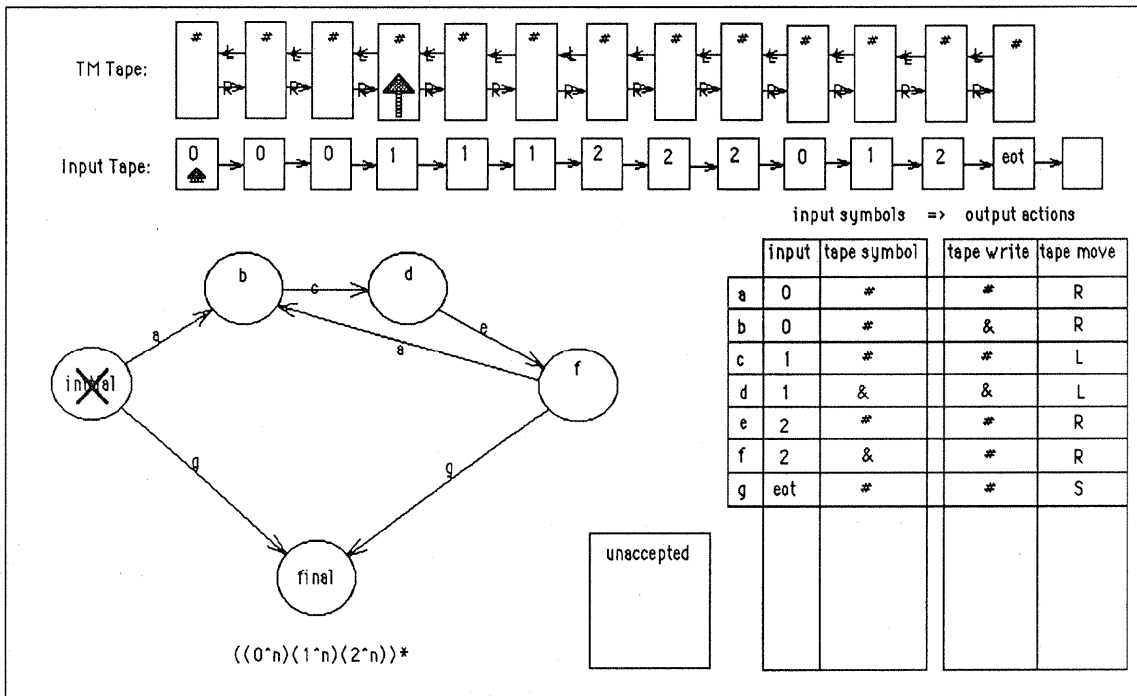 # # # # # # # # # # # # #
L L L L L L L L L L L L
TM Tape:
R R R R R R R R R R R R
Input Tape: 0 0 0 1 1 1 2 2 2 0 1 2 eot
input symbols => output actions
input tape symbol tape write tape move
a 0 # # R
b 0 # & R
c 1 # # L
d 1 & & L
e 2 # # R
f 2 & # R
g eot # # S
b d
c
a e
a
initial f
g g
final
unaccepted
((0^n)(1^n)(2^n))*